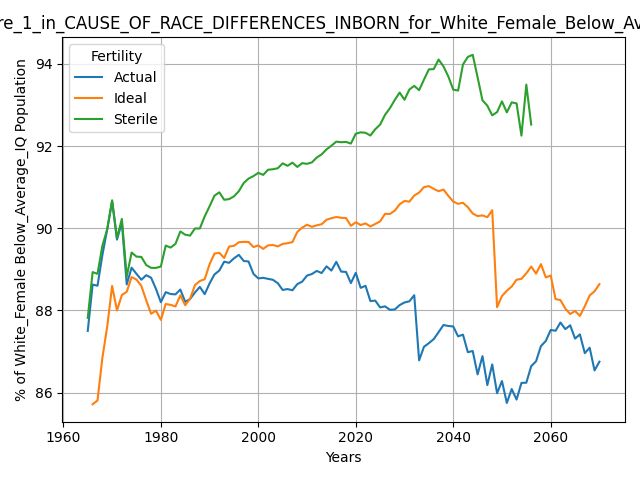 re_1_in_CAUSE_OF_RACE_DIFFERENCES_INBORN_for_White_Female_Below_Av
Fertility
Actual
Ideal
Sterile
% of White_Female Below_Average_IQ Population
94
92
90
88
86
1960
1980
2000
2020
2040
2060
Years